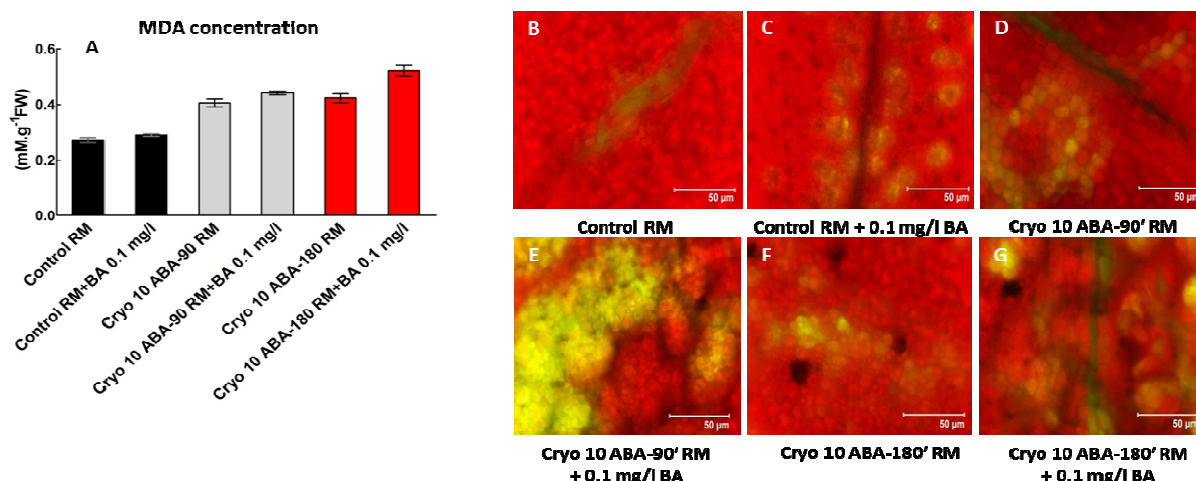 MDA concentration
A
(mM.g⁻¹FW)
0.6
0.4
0.2
0.0
Control RM
Control RM+BA 0.1 mg/l
Cryo 10 ABA-90 RM
Cryo 10 ABA-90 RM+BA 0.1 mg/l
Cryo 10 ABA-180 RM
Cryo 10 ABA-180 RM+BA 0.1 mg/l
B
50 µm
Control RM
C
50 µm
Control RM + 0.1 mg/l BA
D
50 µm
Cryo 10 ABA-90’ RM
E
50 µm
Cryo 10 ABA-90’ RM
+ 0.1 mg/l BA
F
50 µm
Cryo 10 ABA-180’ RM
G
50 µm
Cryo 10 ABA-180’ RM
+ 0.1 mg/l BA